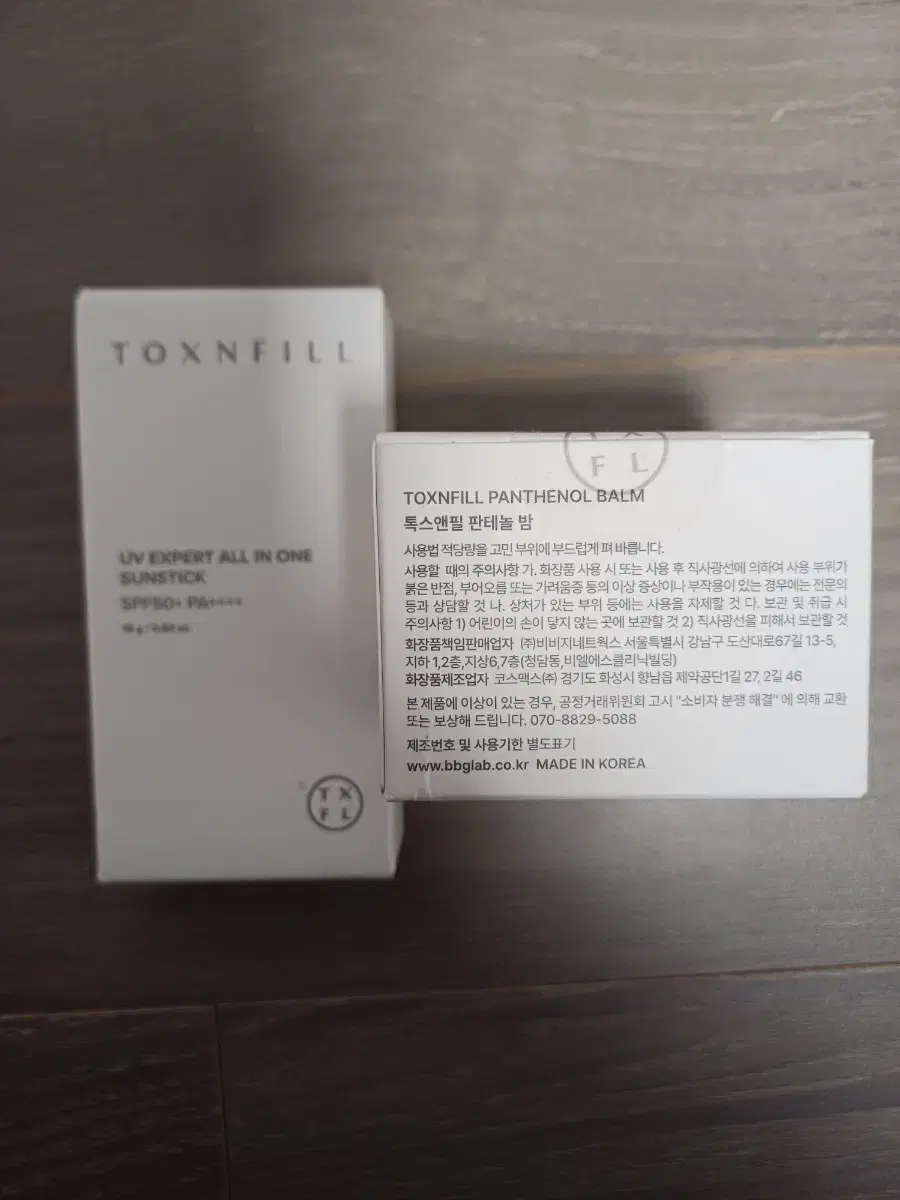 TOXNFILL
UV EXPERT ALL IN ONE
SUNSTICK
SPF50+ PA++++
TX
FL
FL
TOXNFILL PANTHENOL BALM
톡스앤필 판테놀 밤
사용법 적당량을 고민 부위에 부드럽게 펴 바릅니다.
사용할 때의 주의사항 가. 화장품 사용 시 또는 사용 후 직사광선에 의하여 사용 부위가
붉은 반점, 부어오름 또는 가려움증 등의 이상 증상이나 부작용이 있는 경우에는 전문의
등과 상담할 것 나. 상처가 있는 부위 등에는 사용을 자제할 것 다. 보관 및 취급 시
주의사항 1) 어린이의 손이 닿지 않는 곳에 보관할 것 2) 직사광선을 피해서 보관할 것
화장품책임판매업자 ㈜비비지네트웍스 서울특별시 강남구 도산대로67길 13-5,
지하 1,2층,지상6,7층(청담동,비엘에스클리닉빌딩)
화장품제조업자 코스맥스㈜ 경기도 화성시 향남읍 제약공단1길 27, 2길 46
본 제품에 이상이 있는 경우, 공정거래위원회 고시 "소비자 분쟁 해결" 에 의해 교환
또는 보상해 드립니다. 070-8829-5088
제조번호 및 사용기한 별도표기
www.bbglab.co.kr MADE IN KOREA